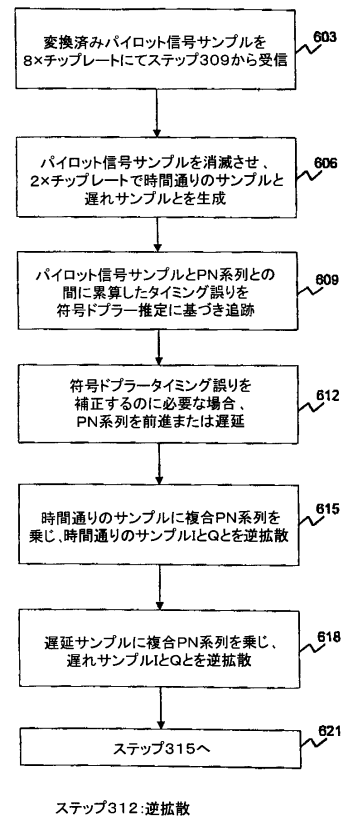 変換済みパイロット信号サンプルを
8×チップレートにてステップ309から受信
603
パイロット信号サンプルを消滅させ、
2×チップレートで時間通りのサンプルと
遅れサンプルとを生成
606
パイロット信号サンプルとPN系列との
間に累算したタイミング誤りを
符号ドプラー推定に基づき追跡
609
符号ドプラータイミング誤りを
補正するのに必要な場合、
PN系列を前進または遅延
612
時間通りのサンプルに複合PN系列を
乗じ、時間通りのサンプルIとQとを逆拡散
615
遅延サンプルに複合PN系列を乗じ、
遅れサンプルIとQとを逆拡散
618
ステップ315へ
621
ステップ312:逆拡散